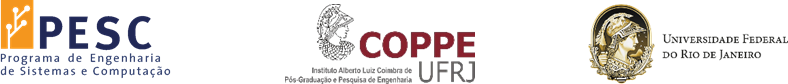 PESC
Programa de Engenharia
de Sistemas e Computação
COPPE
UFRJ
Instituto Alberto Luiz Coimbra de
Pós-Graduação e Pesquisa de Engenharia
UNIVERSIDADE FEDERAL
DO RIO DE JANEIRO